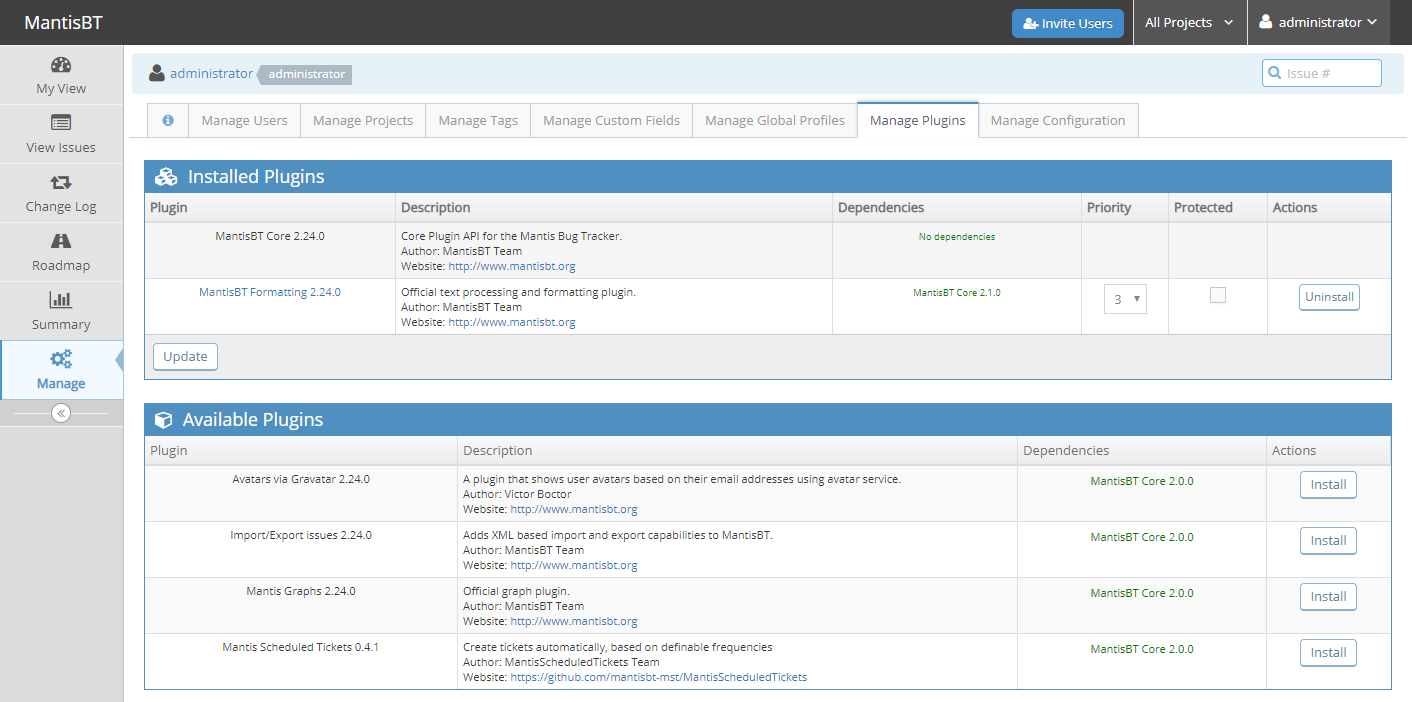 MantisBT
Invite Users
All Projects
administrator
My View
View Issues
Change Log
Roadmap
Summary
Manage
administrator administrator
Issue #
Manage Users Manage Projects Manage Tags Manage Custom Fields Manage Global Profiles Manage Plugins Manage Configuration
Installed Plugins
Plugin Description Dependencies Priority Protected Actions
MantisBT Core 2.24.0
Core Plugin API for the Mantis Bug Tracker.
Author: MantisBT Team
Website: http://www.mantisbt.org
No dependencies
MantisBT Formatting 2.24.0
Official text processing and formatting plugin.
Author: MantisBT Team
Website: http://www.mantisbt.org
MantisBT Core 2.1.0
3
Uninstall
Update
Available Plugins
Plugin Description Dependencies Actions
Avatars via Gravatar 2.24.0
A plugin that shows user avatars based on their email addresses using avatar service.
Author: Victor Boctor
Website: http://www.mantisbt.org
MantisBT Core 2.0.0
Install
Import/Export issues 2.24.0
Adds XML based import and export capabilities to MantisBT.
Author: MantisBT Team
Website: http://www.mantisbt.org
MantisBT Core 2.0.0
Install
Mantis Graphs 2.24.0
Official graph plugin.
Author: MantisBT Team
Website: http://www.mantisbt.org
MantisBT Core 2.0.0
Install
Mantis Scheduled Tickets 0.4.1
Create tickets automatically, based on definable frequencies
Author: MantisScheduledTickets Team
Website: https://github.com/mantisbt-mst/MantisScheduledTickets
MantisBT Core 2.0.0
Install